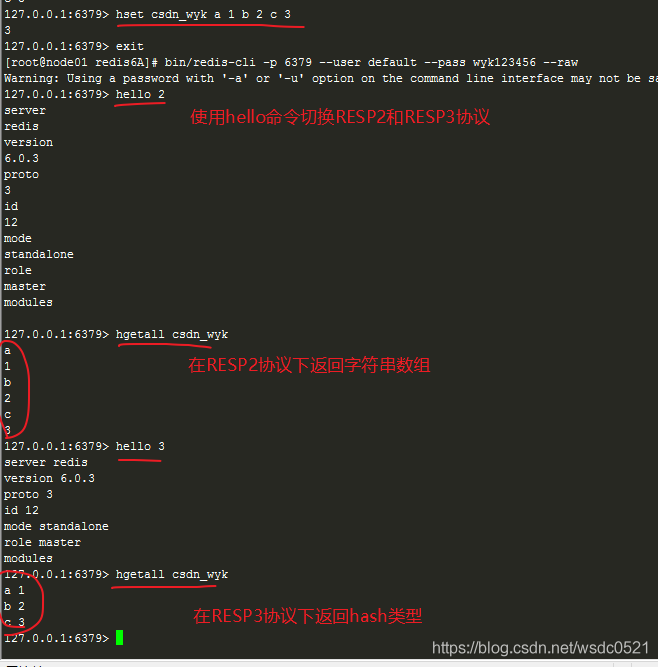 127.0.0.1:6379> hset csdn_wyk a 1 b 2 c 3
3
127.0.0.1:6379> exit
[root@node01 redis6A]# bin/redis-cli -p 6379 --user default --pass wyk123456 --raw
Warning: Using a password with '-a' or '-u' option on the command line interface may not be sa
127.0.0.1:6379> hello 2
server
使用hello命令切换RESP2和RESP3协议
redis
version
6.0.3
proto
3
id
12
mode
standalone
role
master
modules
127.0.0.1:6379> hgetall csdn_wyk
a
1
在RESP2协议下返回字符串数组
b
2
c
3
127.0.0.1:6379> hello 3
server redis
version 6.0.3
proto 3
id 12
mode standalone
role master
modules
127.0.0.1:6379> hgetall csdn_wyk
a 1
b 2
在RESP3协议下返回hash类型
c 3
127.0.0.1:6379>
https://blog.csdn.net/wsdc0521